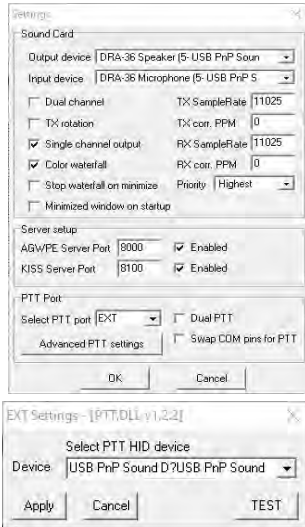 Settings
Sound Card
Output device DRA-36 Speaker (5- USB PnP Soun
Input device DRA-36 Microphone (5- USB PnP S
Dual channel TX SampleRate 11025
TX rotation TX corr. PPM 0
Single channel output RX SampleRate 11025
Color waterfall RX corr. PPM 0
Stop waterfall on minimize Priority Highest
Minimized window on startup
Server setup
AGWPE Server Port 8000 Enabled
KISS Server Port 8100 Enabled
PTT Port
Select PTT port EXT Dual PTT
Advanced PTT settings Swap COM pins for PTT
OK Cancel
EXT Settings - [PTT.DLL v1.2.2]
Select PTT HID device
Device USB PnP Sound D?USB PnP Sound
Apply Cancel TEST